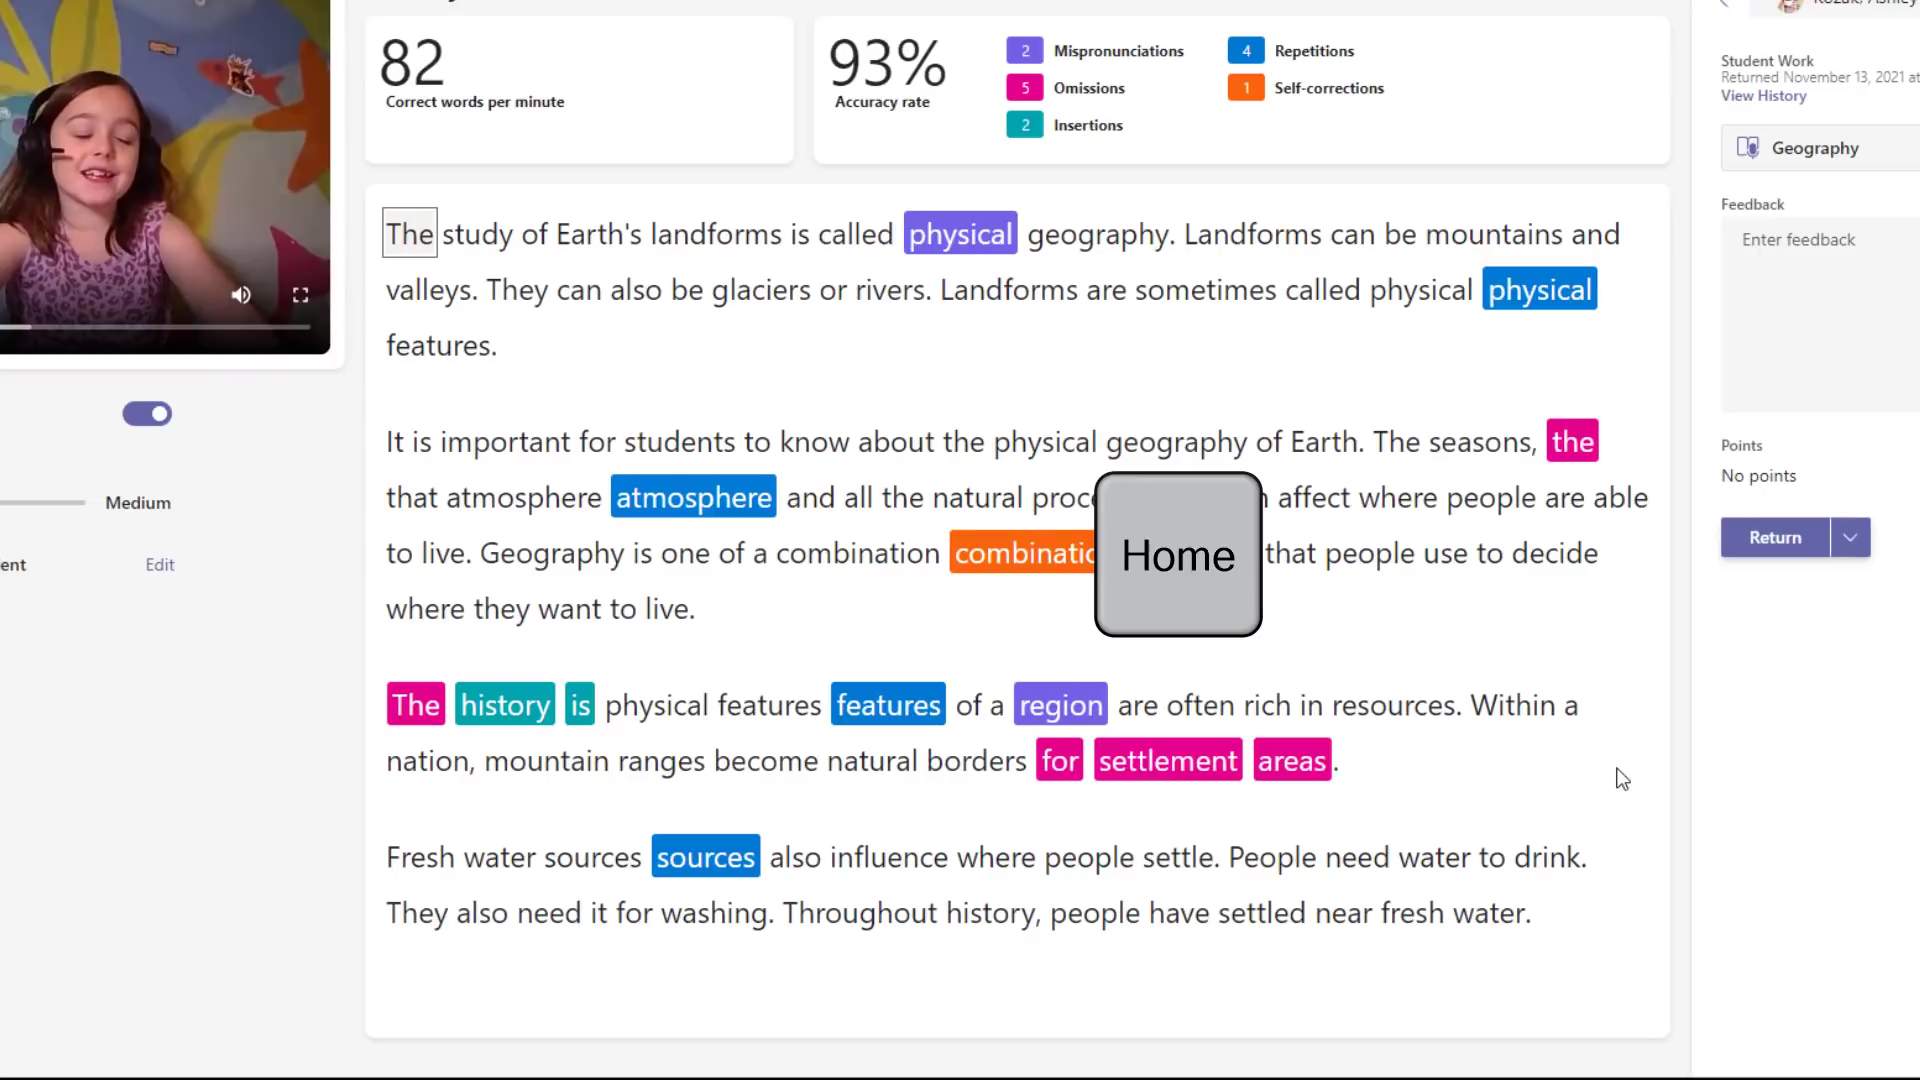 82
Correct words per minute
93%
Accuracy rate
2 Mispronunciations
5 Omissions
2 Insertions
4 Repetitions
1 Self-corrections
The study of Earth's landforms is called physical geography. Landforms can be mountains and
valleys. They can also be glaciers or rivers. Landforms are sometimes called physical physical
features.
It is important for students to know about the physical geography of Earth. The seasons, the
that atmosphere atmosphere and all the natural affect where people are able
to live. Geography is one of a combination that people use to decide
where they want to live.
Home
The history is physical features features of a region are often rich in resources. Within a
nation, mountain ranges become natural borders for settlement areas.
Fresh water sources sources also influence where people settle. People need water to drink.
They also need it for washing. Throughout history, people have settled near fresh water.
Medium
Edit
Student Work
Returned November 13, 2021 at
View History
Geography
Feedback
Enter feedback
Points
No points
Return